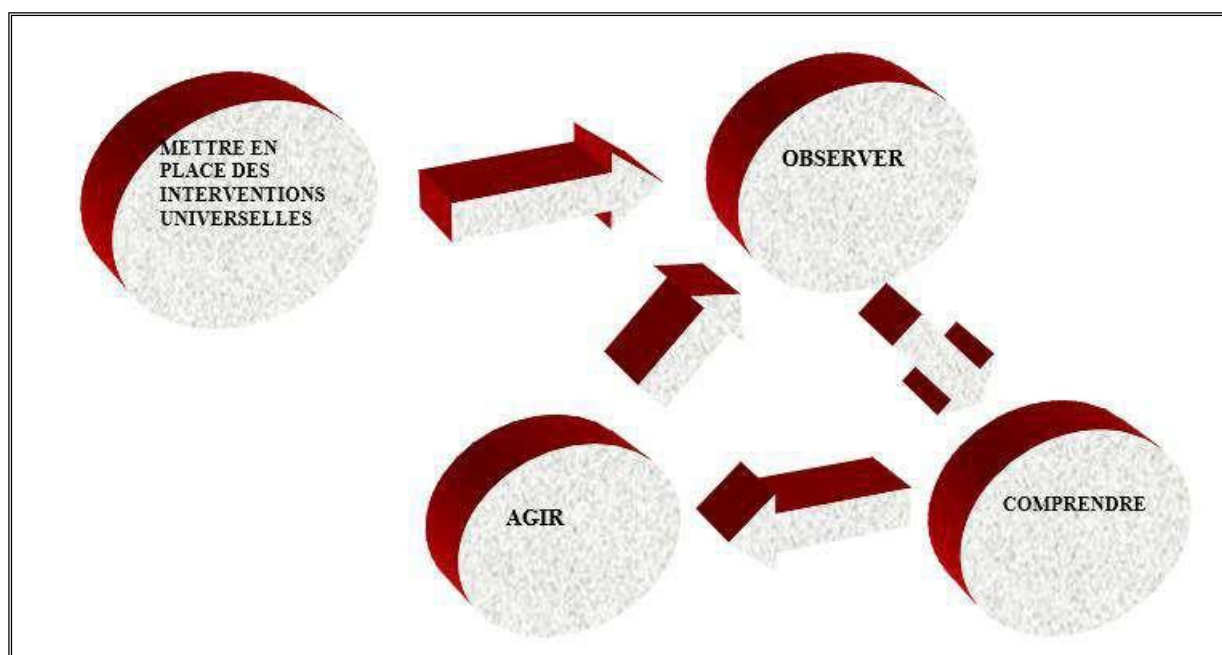 METTRE EN
PLACE DES
INTERVENTIONS
UNIVERSELLES
OBSERVER
AGIR
COMPRENDRE